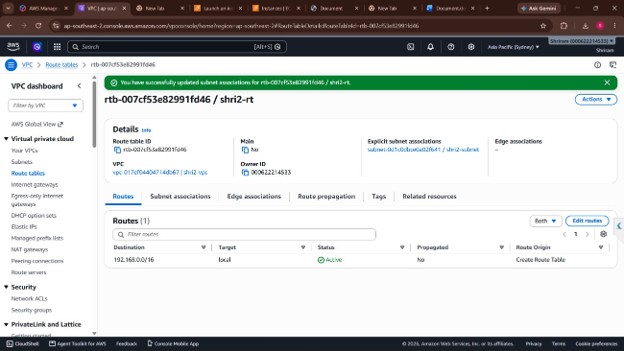 AWS Manage
VPC | ap-sou
New Tab
Launch an ins
Instances | E
Document
New Tab
Document.c
Ask Gemini
ap-southeast-2.console.aws.amazon.com/vpcconsole/home?region=ap-southeast-2#RouteTableDetails:RouteTableId=rtb-007cf53e82991fd46
aws
Search
[Alt+S]
Asia Pacific (Sydney)
Shriram
VPC
Route tables
rtb-007cf53e82991fd46
VPC dashboard
Filter by VPC
AWS Global View
Virtual private cloud
Your VPCs
Subnets
Route tables
Internet gateways
Egress-only internet
gateways
DHCP option sets
Elastic IPs
Managed prefix lists
NAT gateways
Peering connections
Route servers
Security
Network ACLs
Security groups
PrivateLink and Lattice
You have successfully updated subnet associations for rtb-007cf53e82991fd46 / shri2-rt.
rtb-007cf53e82991fd46 / shri2-rt
Actions
Details Info
Route table ID
rtb-007cf53e82991fd46
Main
No
Explicit subnet associations
/ shri2-subnet
Edge associations
–
VPC
| shri2-vpc
Owner ID
000622214533
Routes
Subnet associations
Edge associations
Route propagation
Tags
Related resources
Routes (1)
Both
Edit routes
Filter routes
1
Destination
Target
Status
Propagated
Route Origin
192.168.0.0/16
local
Active
No
Create Route Table
CloudShell
Agent Toolkit for AWS
Feedback
Console Mobile App
© 2026, Amazon Web Services, Inc. or its affiliates.
Privacy
Terms
Cookie preferences